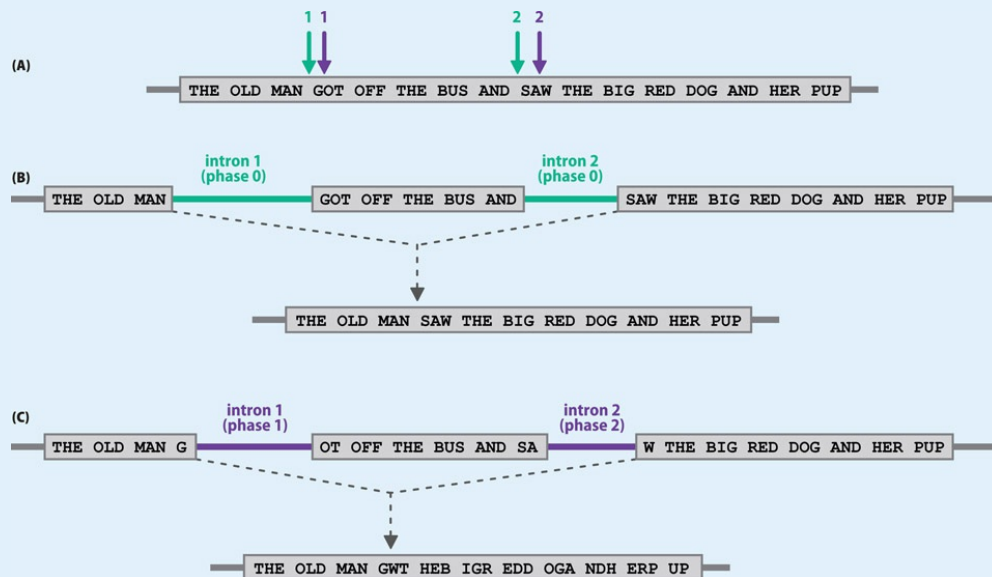 1 1 2 2
(A)
THE OLD MAN GOT OFF THE BUS AND SAW THE BIG RED DOG AND HER PUP
intron 1
(phase 0)
intron 2
(phase 0)
(B)
THE OLD MAN GOT OFF THE BUS AND SAW THE BIG RED DOG AND HER PUP
THE OLD MAN SAW THE BIG RED DOG AND HER PUP
intron 1
(phase 1)
intron 2
(phase 2)
(C)
THE OLD MAN G OT OFF THE BUS AND SA W THE BIG RED DOG AND HER PUP
THE OLD MAN GWT HEB IGR EDD OGA NDH ERP UP